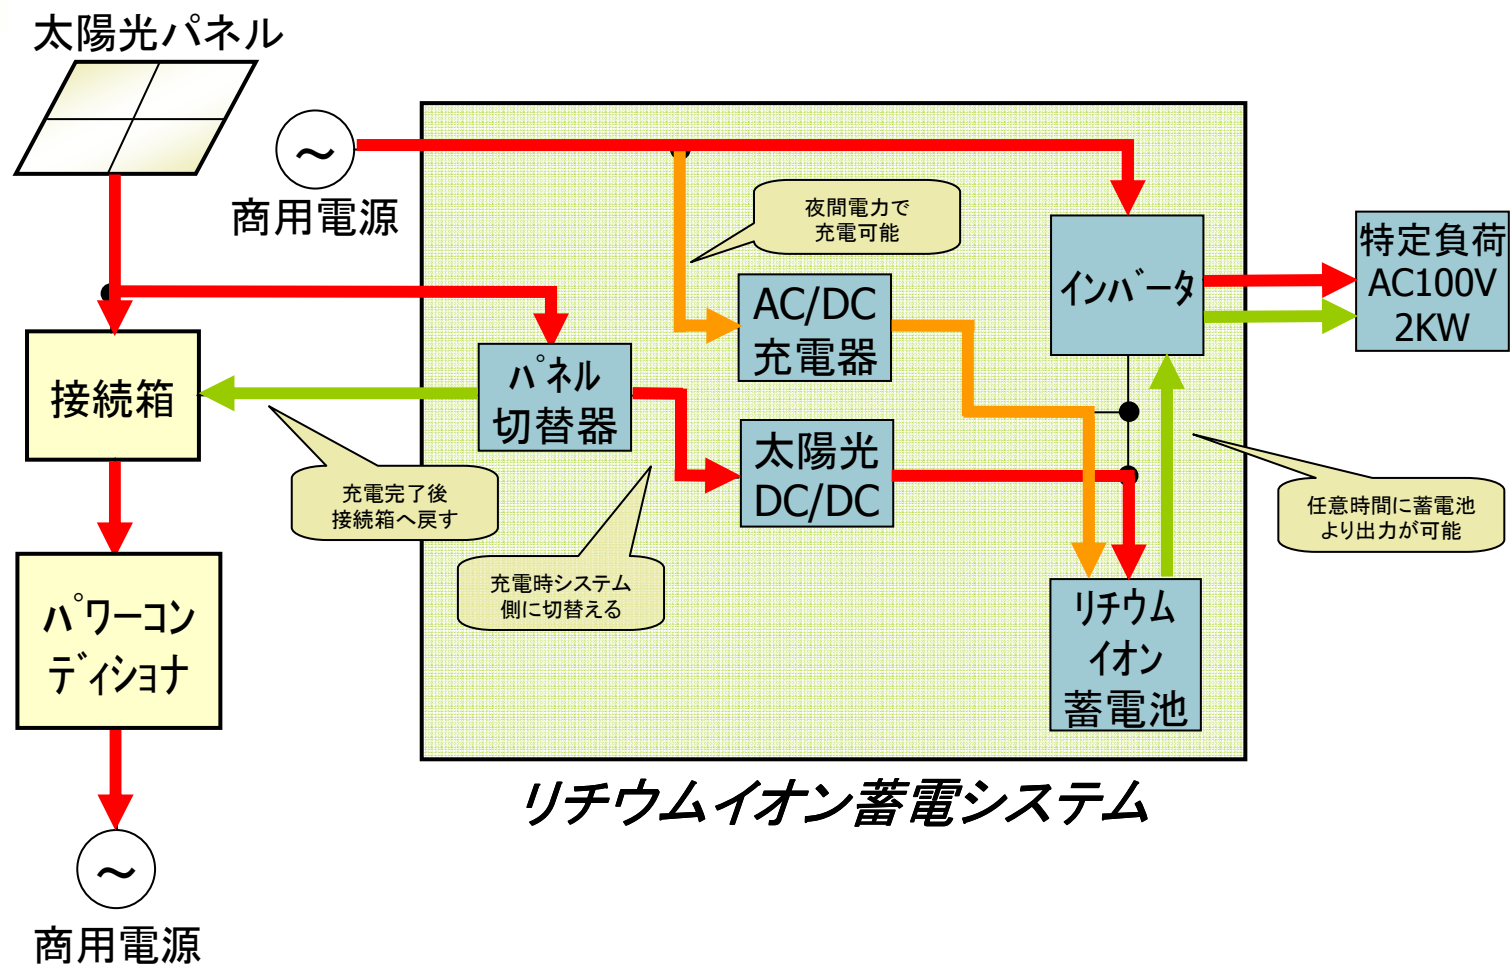 太陽光パネル
～
商用電源
夜間電力で
充電可能
インバータ
特定負荷
AC100V
2KW
AC/DC
充電器
パネル
切替器
接続箱
太陽光
DC/DC
充電完了後
接続箱へ戻す
任意時間に蓄電池
より出力が可能
充電時システム
側に切替える
リチウム
イオン
蓄電池
パワーコン
ディショナ
リチウムイオン蓄電システム
～
商用電源